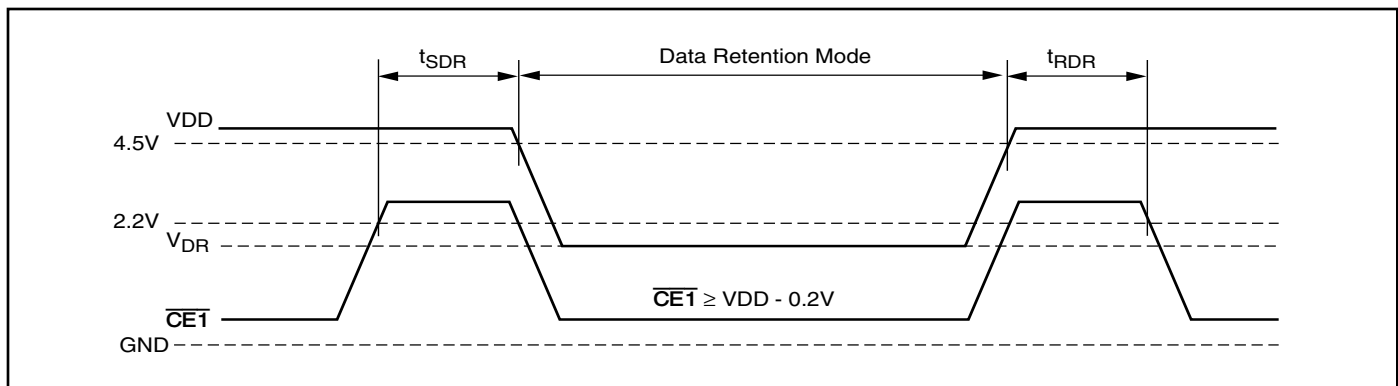 tSDR
Data Retention Mode
tRDR
VDD
4.5V
2.2V
VDR
CE1 ≥ VDD - 0.2V
CE1
GND